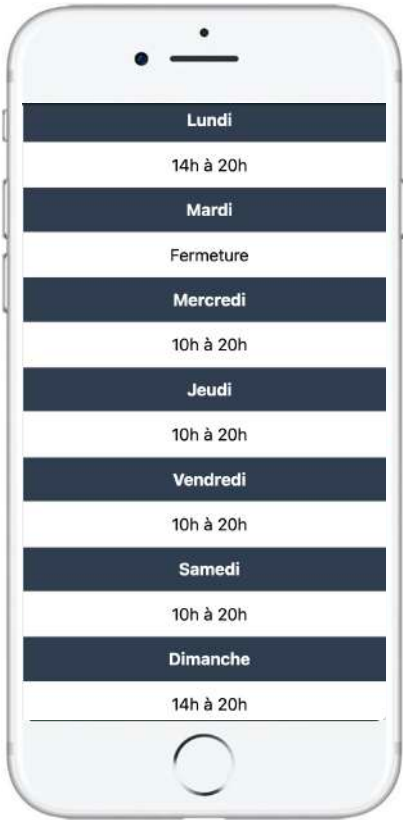 Lundi
14h à 20h
Mardi
Fermeture
Mercredi
10h à 20h
Jeudi
10h à 20h
Vendredi
10h à 20h
Samedi
10h à 20h
Dimanche
14h à 20h